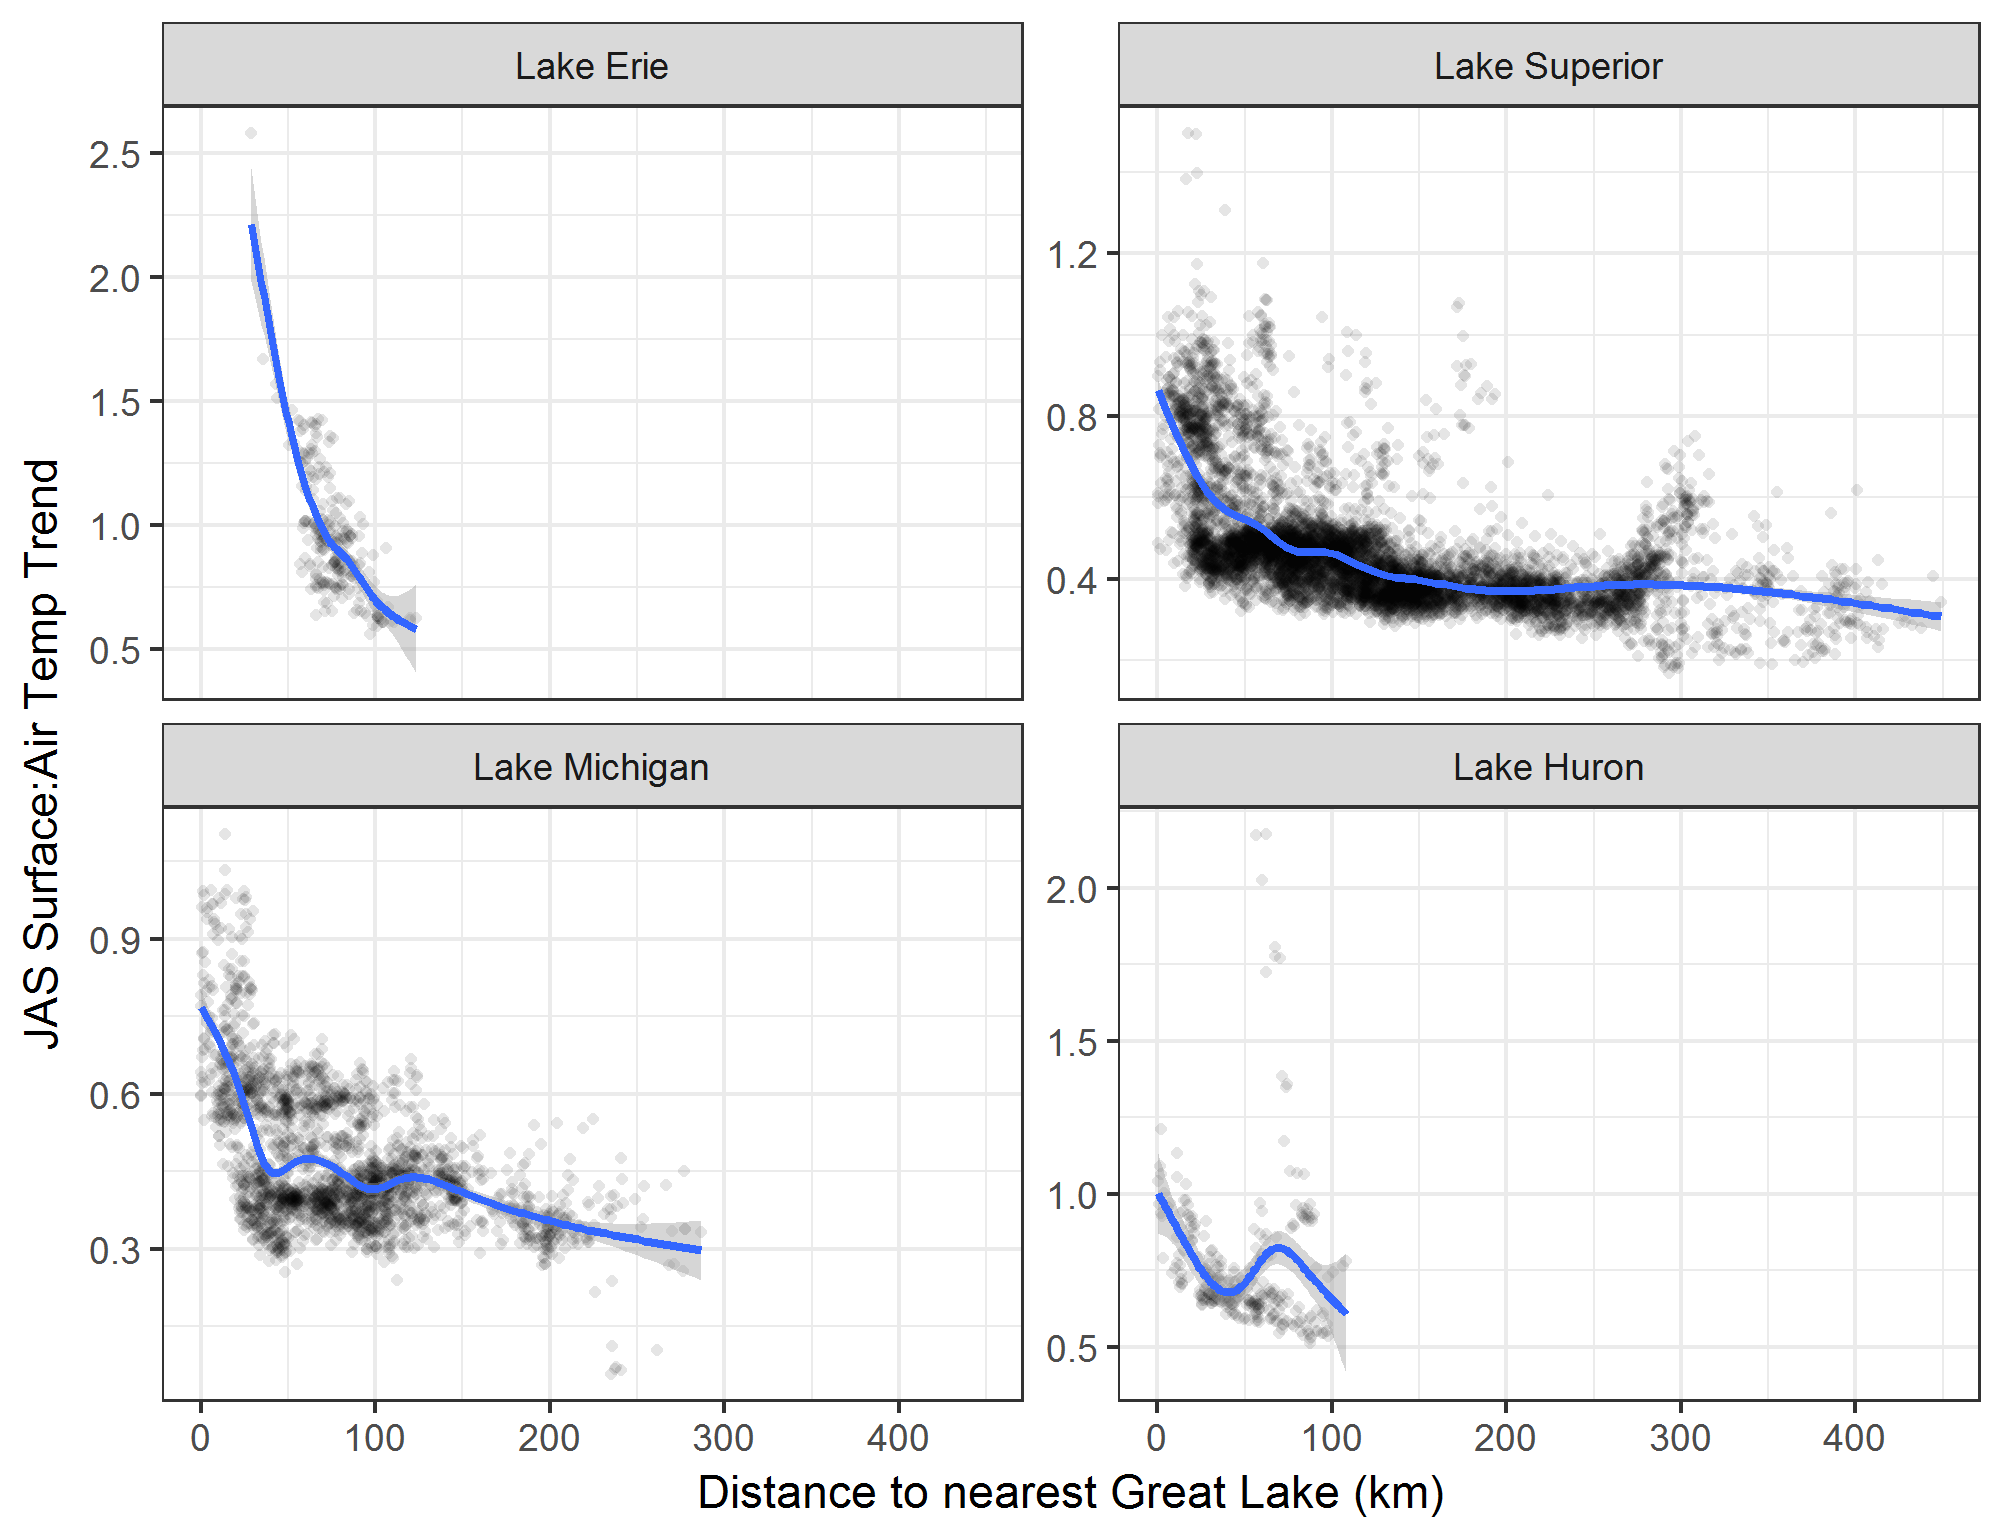 Lake Erie
Lake Superior
2.5
2.0
1.5
1.0
0.5
1.2
0.8
0.4
Lake Michigan
Lake Huron
0.9
0.6
0.3
2.0
1.5
1.0
0.5
0 100 200 300 400
0 100 200 300 400
Distance to nearest Great Lake (km)
JAS Surface:Air Temp Trend